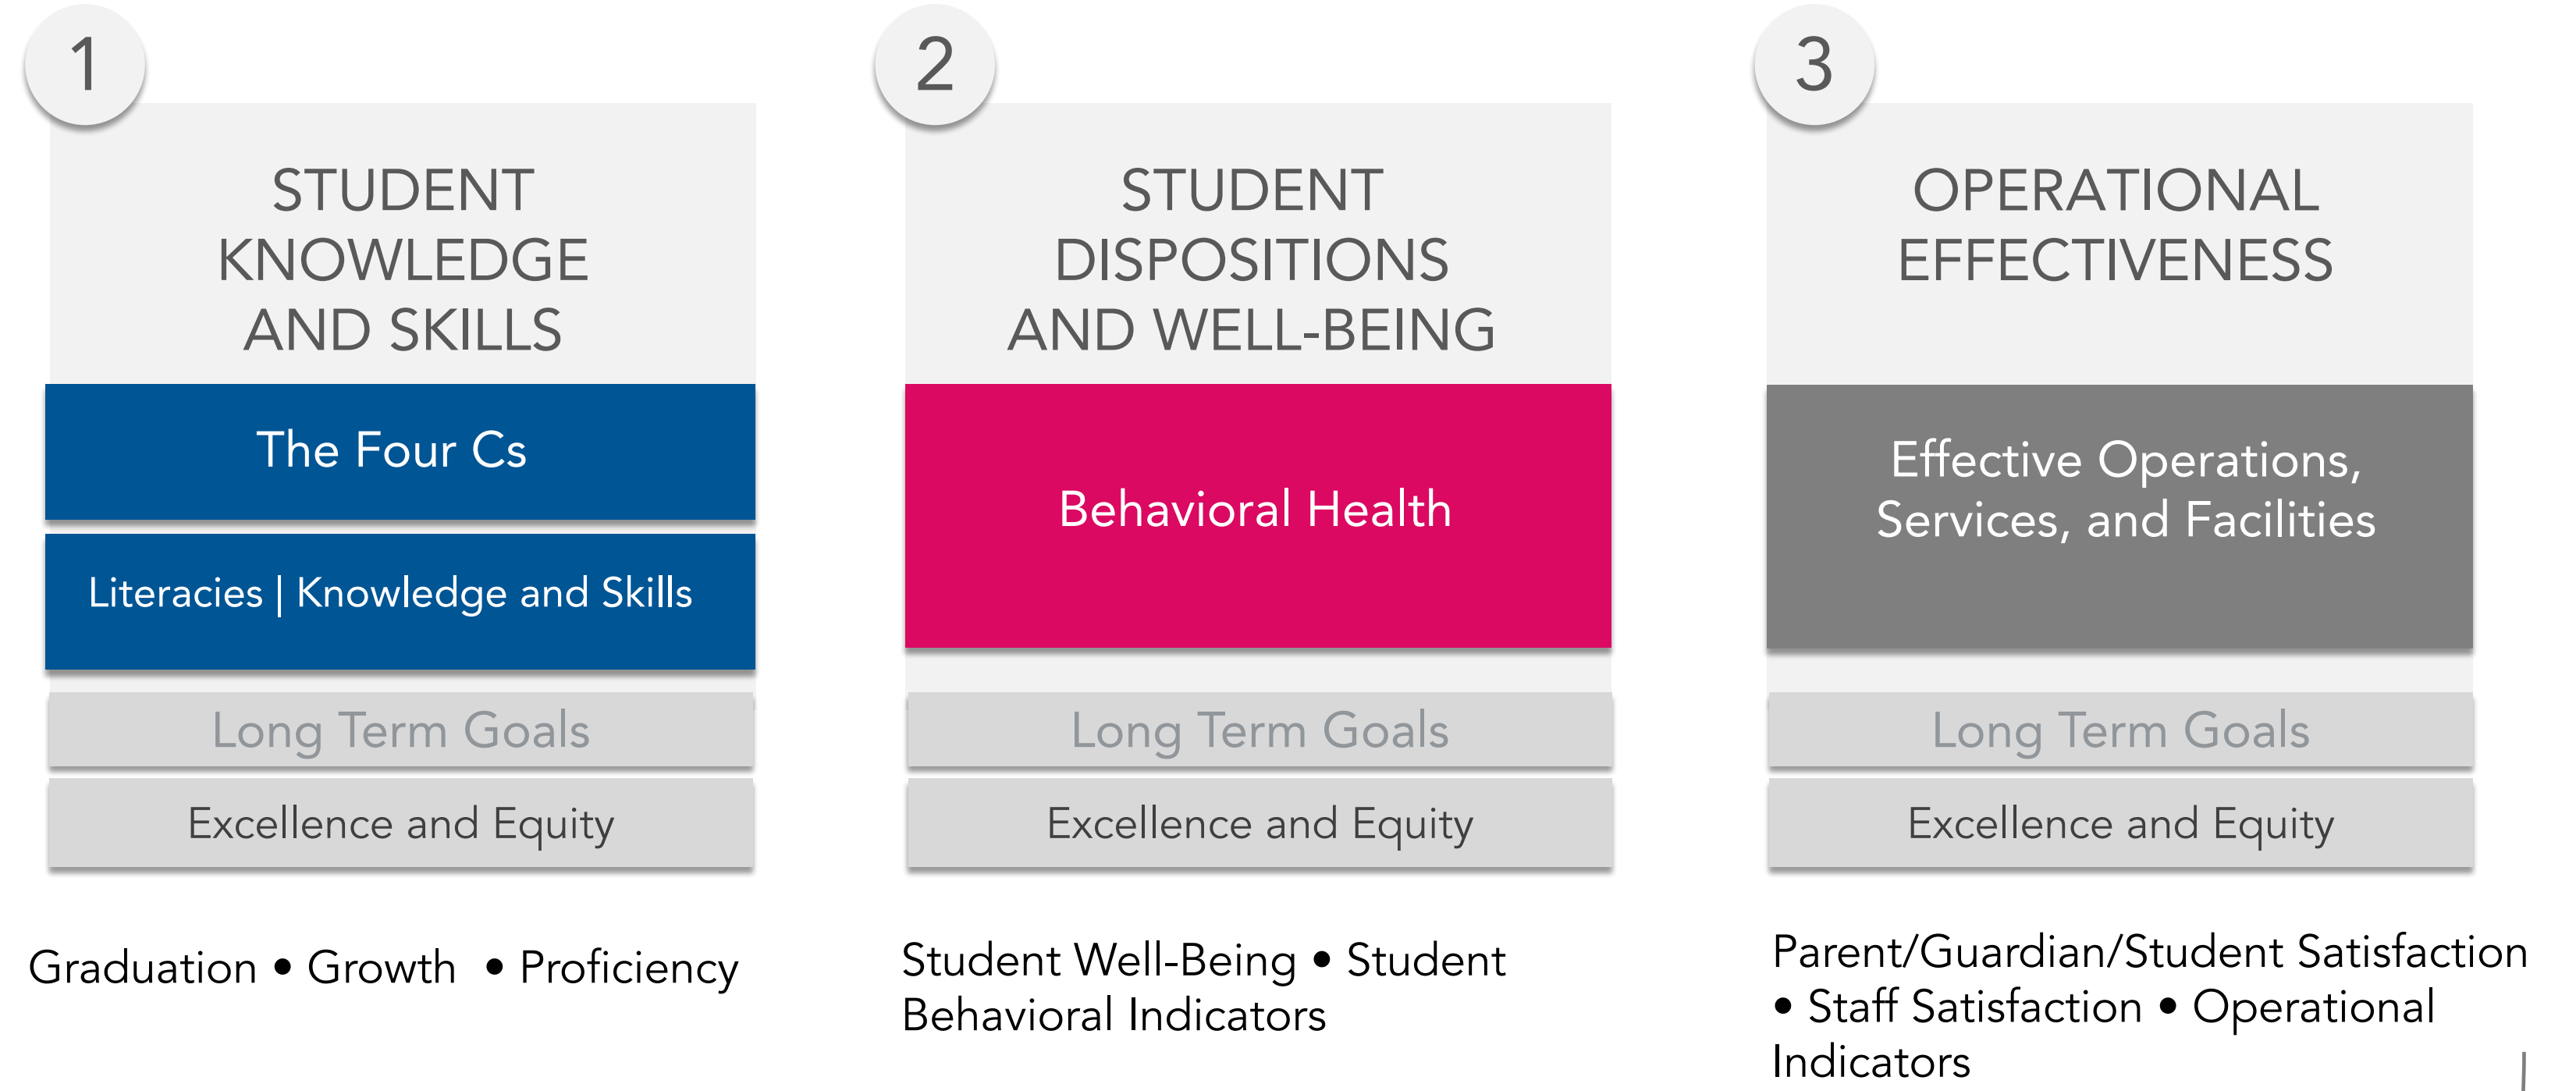 1
STUDENT
KNOWLEDGE
AND SKILLS
The Four Cs
Literacies | Knowledge and Skills
Long Term Goals
Excellence and Equity
Graduation • Growth • Proficiency
2
STUDENT
DISPOSITIONS
AND WELL-BEING
Behavioral Health
Long Term Goals
Excellence and Equity
Student Well-Being • Student
Behavioral Indicators
3
OPERATIONAL
EFFECTIVENESS
Effective Operations,
Services, and Facilities
Long Term Goals
Excellence and Equity
Parent/Guardian/Student Satisfaction
• Staff Satisfaction • Operational
Indicators